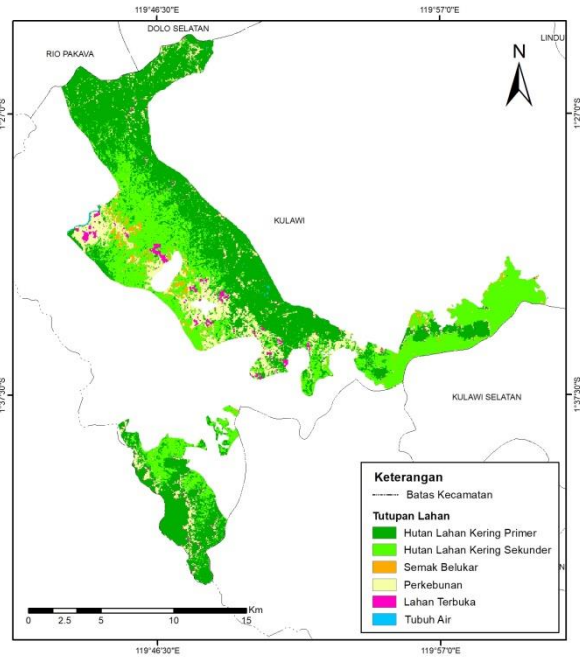 119°46'30"E
119°57'0"E
DOLO SELATAN
RIO PAKAVA
LINDU
N
1°27'0"S
1°27'0"S
KULAWI
1°37'30"S
1°37'30"S
KULAWI SELATAN
Keterangan
Batas Kecamatan
Tutupan Lahan
Hutan Lahan Kering Primer
Hutan Lahan Kering Sekunder
Semak Belukar
Perkebunan
Lahan Terbuka
Tubuh Air
N
Km
0 2.5 5 10 15
119°46'30"E
119°57'0"E